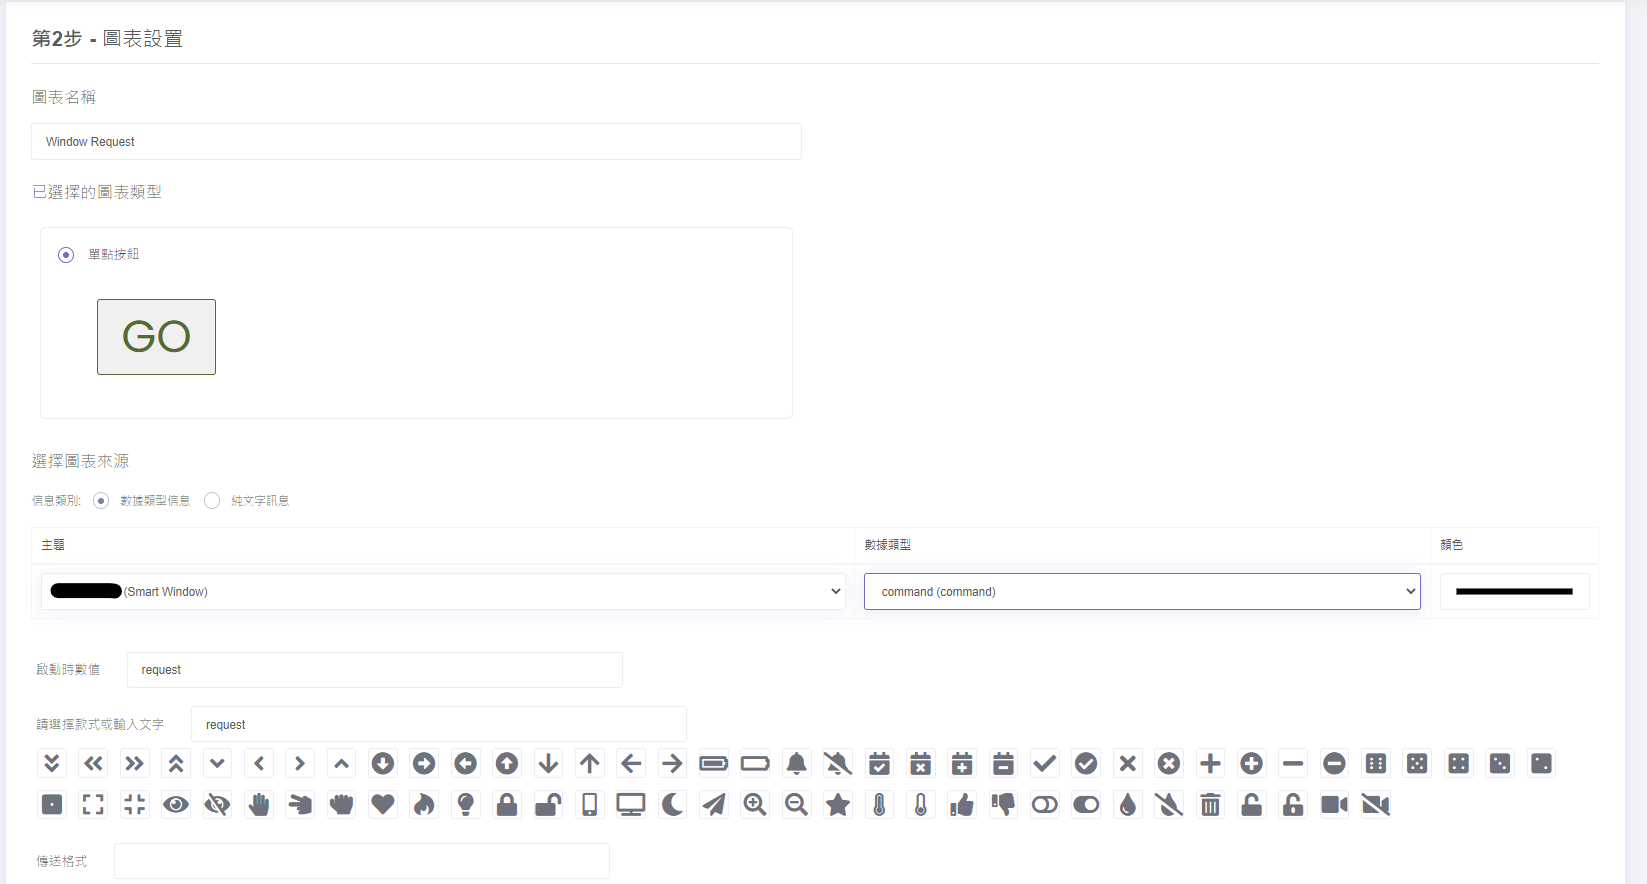 第2步 - 圖表設置
圖表名稱
Window Request
已選擇的圖表類型
單點按鈕
GO
選擇圖表來源
信息類別: 數據類型信息 純文字訊息
主題 數據類型 顏色
(Smart Window) command (command)
啟動時數值 request
請選擇款式或輸入文字 request
傳送格式